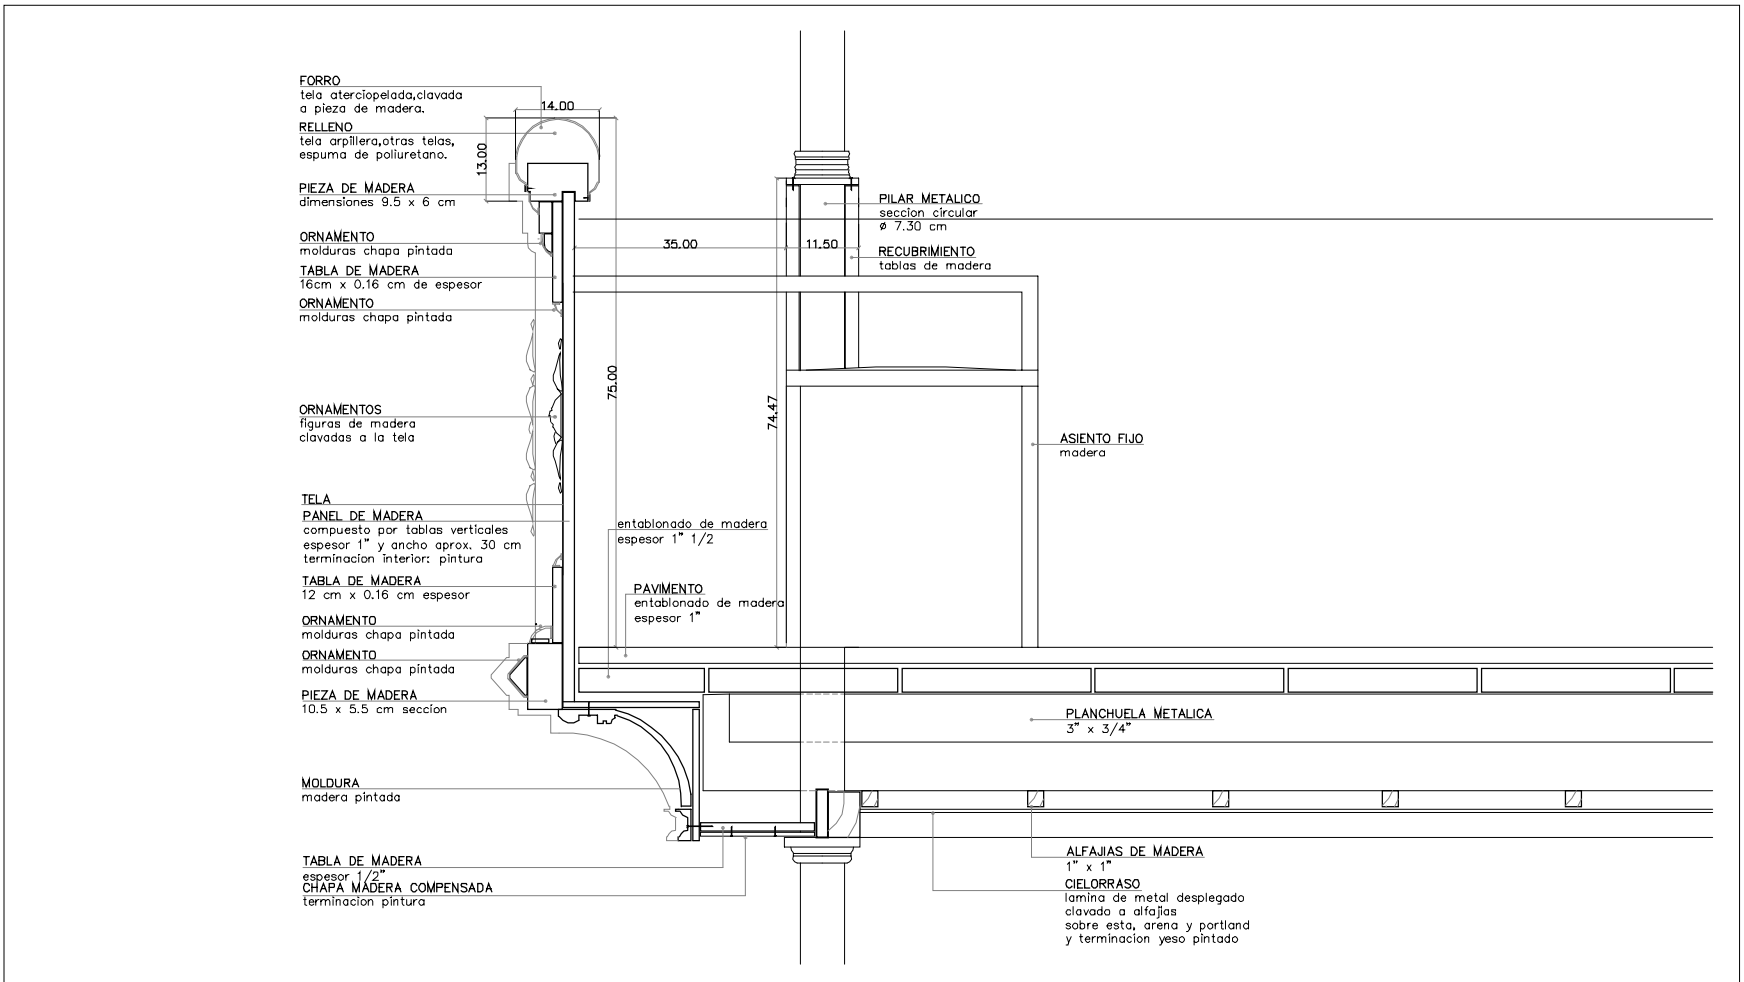 FORRO
tela aterciopelada,clavada
a pieza de madera.
RELLENO
tela arpillera,otras telas,
espuma de poliuretano.
PIEZA DE MADERA
dimensiones 9.5 x 6 cm
ORNAMENTO
molduras chapa pintada
TABLA DE MADERA
16cm x 0.16 cm de espesor
ORNAMENTO
molduras chapa pintada
ORNAMENTOS
figuras de madera
clavadas a la tela
TELA
PANEL DE MADERA
compuesto por tablas verticales
espesor 1" y ancho aprox. 30 cm
terminacion interior: pintura
TABLA DE MADERA
12 cm x 0.16 cm espesor
ORNAMENTO
molduras chapa pintada
ORNAMENTO
molduras chapa pintada
PIEZA DE MADERA
10.5 x 5.5 cm seccion
MOLDURA
madera pintada
TABLA DE MADERA
espesor 1/2"
CHAPA MADERA COMPENSADA
terminacion pintura
14.00
13.00
75.00
35.00
11.50
74.47
entablonado de madera
espesor 1" 1/2
PAVIMENTO
entablonado de madera
espesor 1"
PILAR METALICO
seccion circular
ø 7.30 cm
RECUBRIMIENTO
tablas de madera
ASIENTO FIJO
madera
PLANCHUELA METALICA
3" x 3/4"
ALFAJIAS DE MADERA
1" x 1"
CIELORRASO
lamina de metal desplegado
clavado a alfajias
sobre esta, arena y portland
y terminacion yeso pintado